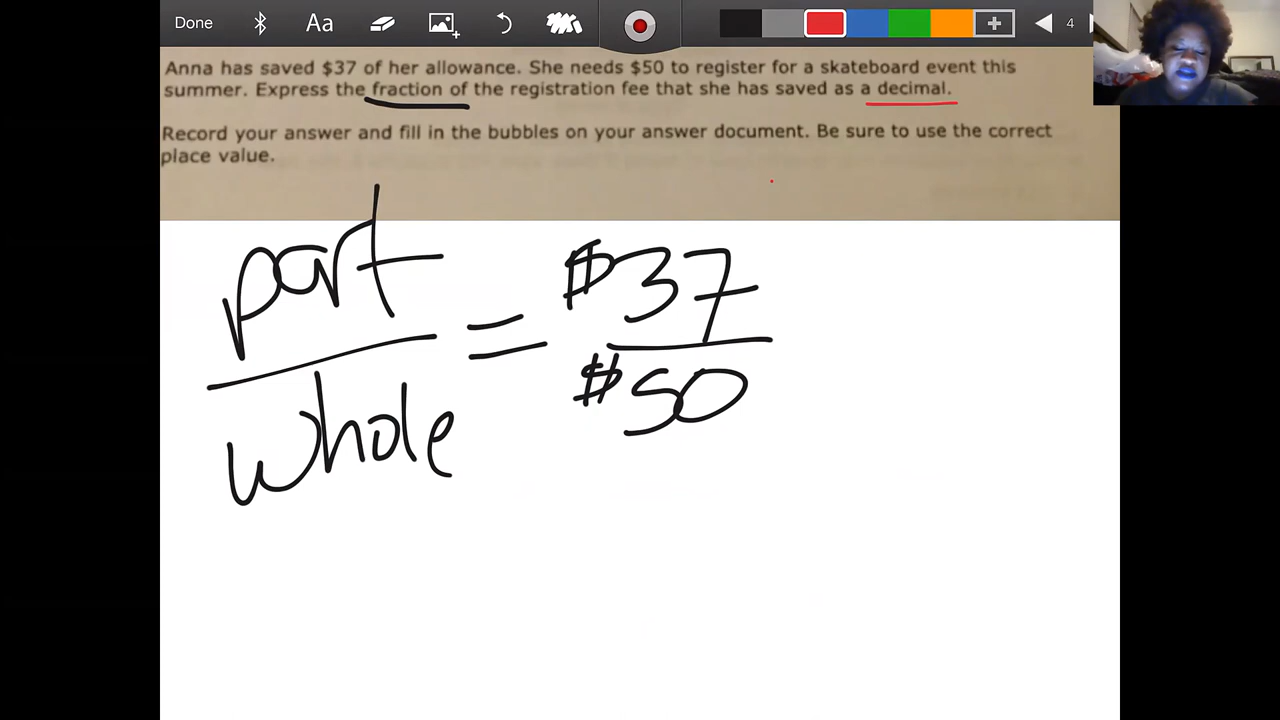 Done
Aa
4
Anna has saved $37 of her allowance. She needs $50 to register for a skateboard event this
summer. Express the fraction of the registration fee that she has saved as a decimal.
Record your answer and fill in the bubbles on your answer document. Be sure to use the correct
place value.
part
whole
=
$37
$50